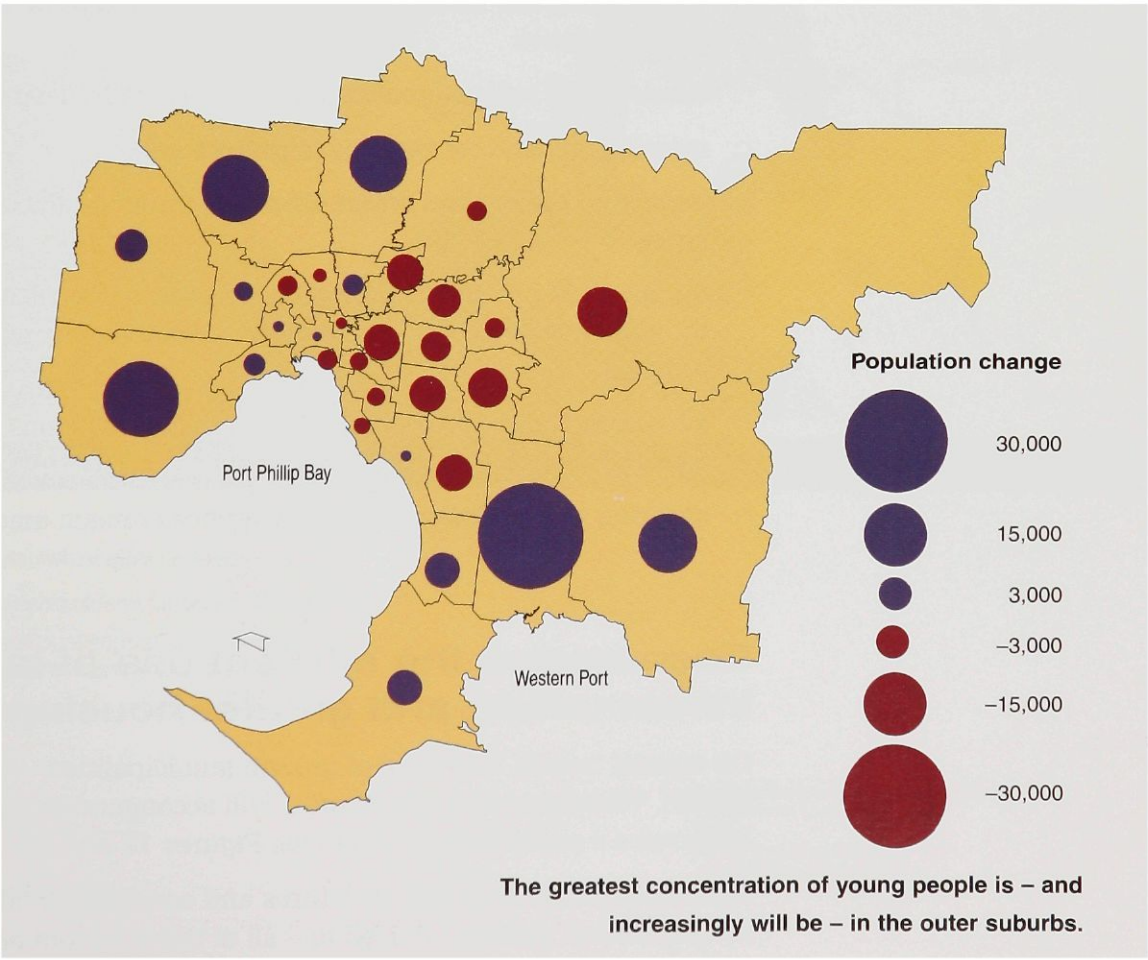 Port Phillip Bay
Western Port
Population change
30,000
15,000
3,000
–3,000
–15,000
–30,000
The greatest concentration of young people is – and
increasingly will be – in the outer suburbs.